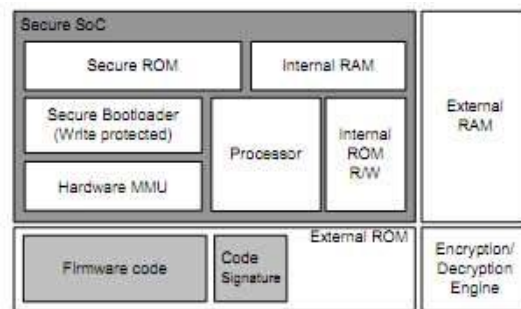 Secure SoC
Secure ROM
Internal RAM
Secure Bootloader
(Write protected)
Hardware MMU
Processor
Internal
ROM
R/W
External
RAM
External ROM
Firmware code
Code
Signature
Encryption/
Decryption
Engine